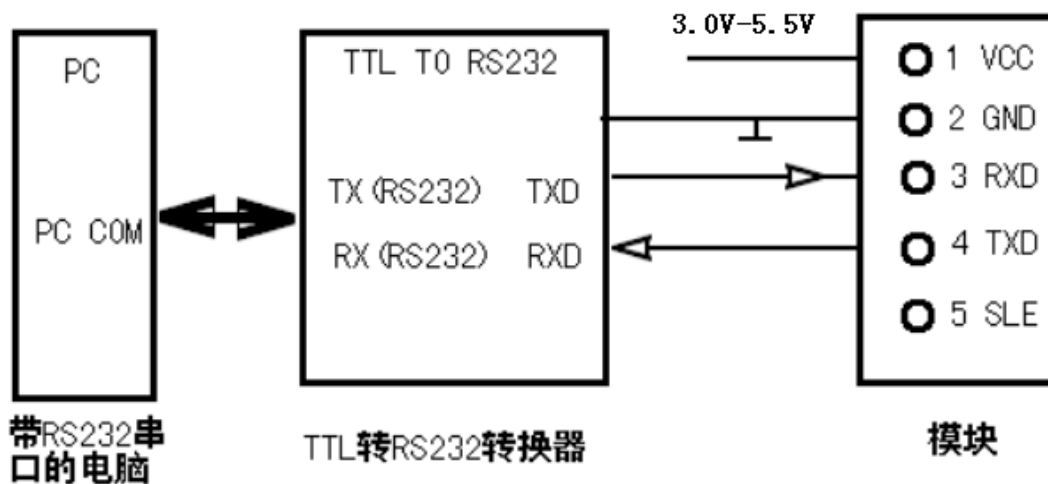 3.0V-5.5V
PC
PC COM
TTL TO RS232
TX(RS232) TXD
RX(RS232) RXD
1 VCC
2 GND
3 RXD
4 TXD
5 SLE
带RS232串
口的电脑
TTL转RS232转换器
模块